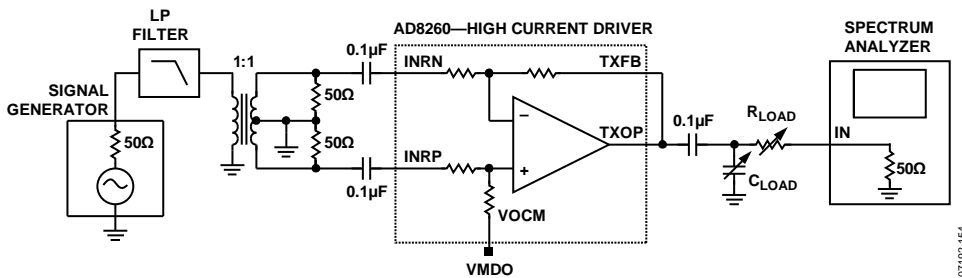 LP
FILTER
AD8260—HIGH CURRENT DRIVER
SPECTRUM
ANALYZER
1:1
0.1µF
INRN
TXFB
SIGNAL
GENERATOR
50Ω
50Ω
50Ω
–
+
TXOP
0.1µF
RLOAD
IN
CLOAD
50Ω
INRP
0.1µF
VOCM
VMDO
07192-154